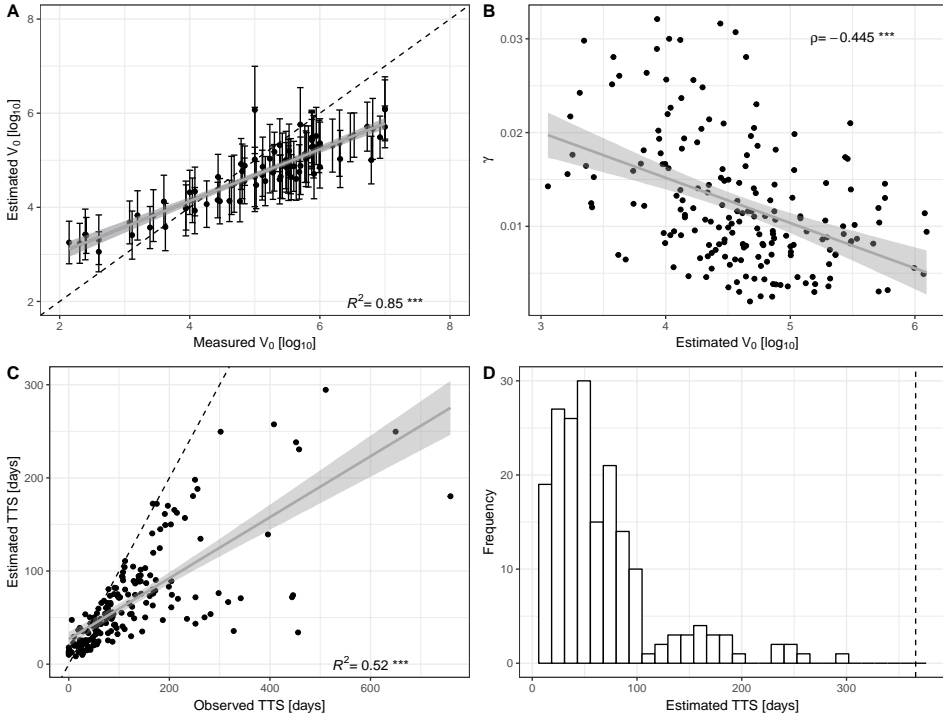 A
8
6
4
2
2
4
6
8
Estimated V₀ [log₁₀]
Measured V₀ [log₁₀]
R² = 0.85 ***
B
0.03
0.02
0.01
3
4
5
6
γ
Estimated V₀ [log₁₀]
ρ= −0.445 ***
C
300
200
100
0
0
200
400
600
Estimated TTS [days]
Observed TTS [days]
R² = 0.52 ***
D
30
20
10
0
0
100
200
300
Frequency
Estimated TTS [days]